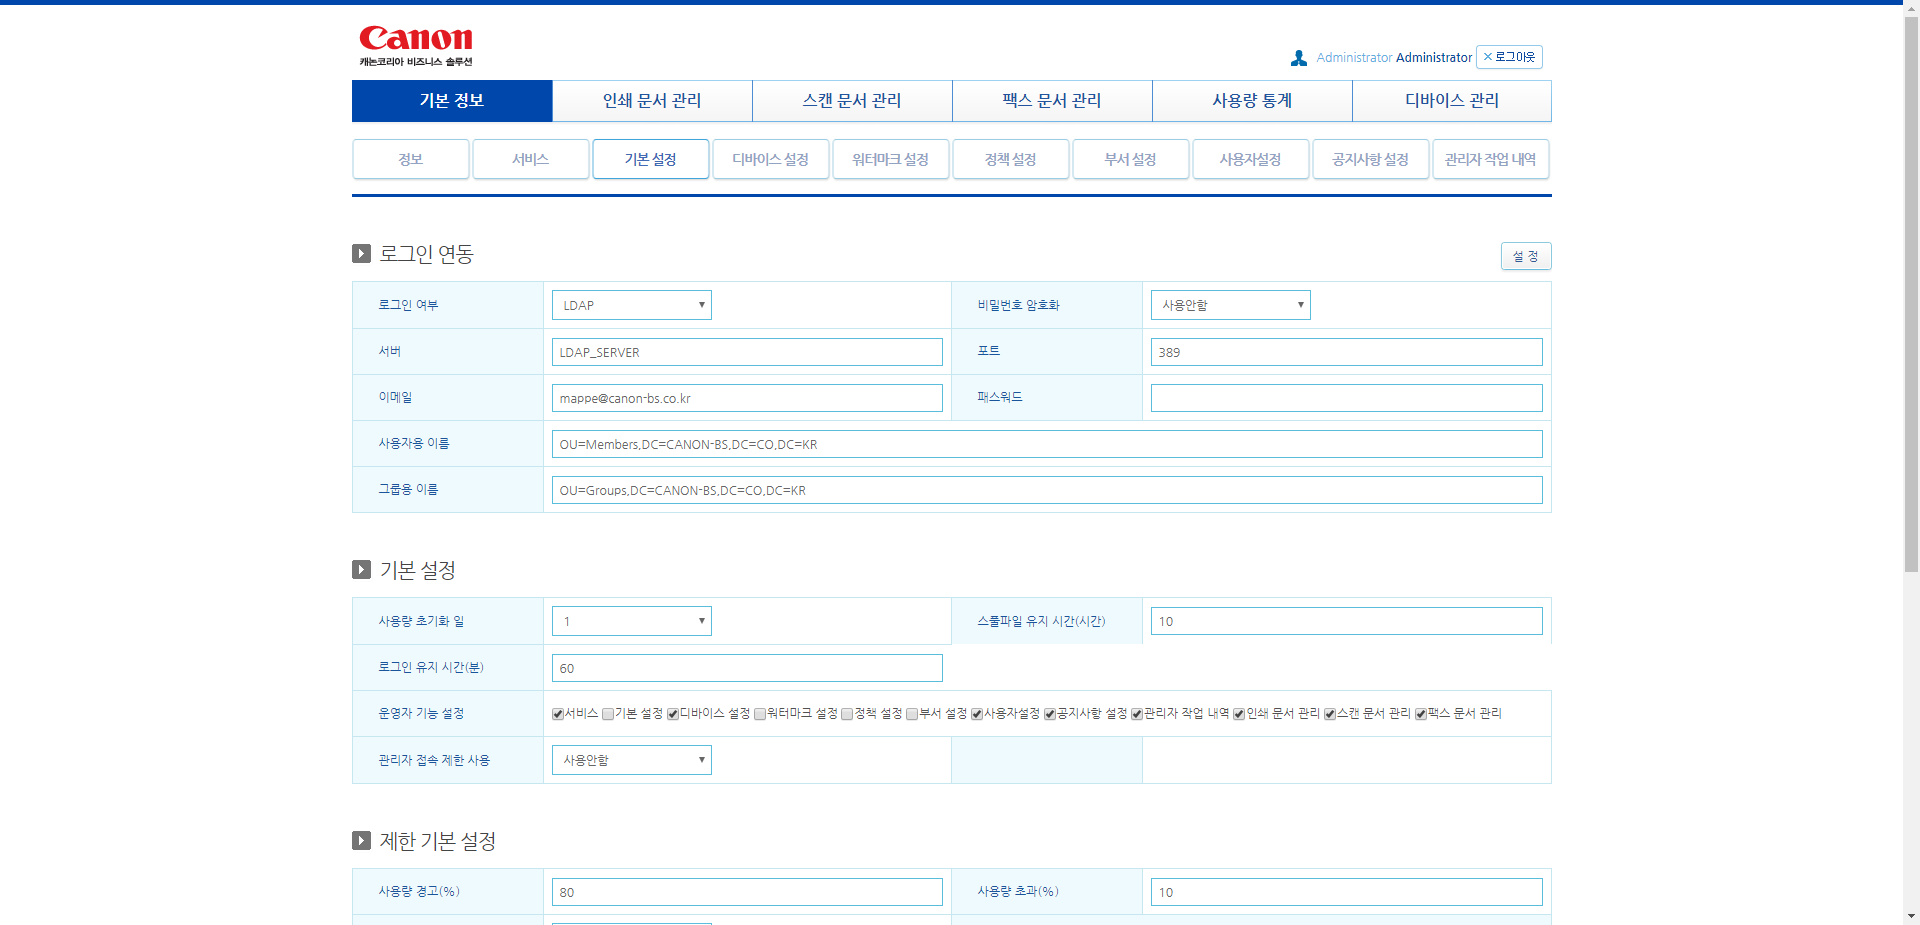 Canon
캐논코리아 비즈니스 솔루션
Administrator Administrator ×로그아웃
기본 정보 인쇄 문서 관리 스캔 문서 관리 팩스 문서 관리 사용량 통계 디바이스 관리
정보 서비스 기본 설정 디바이스 설정 워터마크 설정 정책 설정 부서 설정 사용자설정 공지사항 설정 관리자 작업 내역
로그인 연동 설 정
로그인 여부 LDAP 비밀번호 암호화 사용안함
서버 LDAP_SERVER 포트 389
이메일 mappe@canon-bs.co.kr 패스워드
사용자용 이름 OU=Members,DC=CANON-BS,DC=CO,DC=KR
그룹용 이름 OU=Groups,DC=CANON-BS,DC=CO,DC=KR
기본 설정
사용량 초기화 일 1 스풀파일 유지 시간(시간) 10
로그인 유지 시간(분) 60
운영자 기능 설정 서비스 기본 설정 디바이스 설정 워터마크 설정 정책 설정 부서 설정 사용자설정 공지사항 설정 관리자 작업 내역 인쇄 문서 관리 스캔 문서 관리 팩스 문서 관리
관리자 접속 제한 사용 사용안함
제한 기본 설정
사용량 경고(%) 80 사용량 초과(%) 10